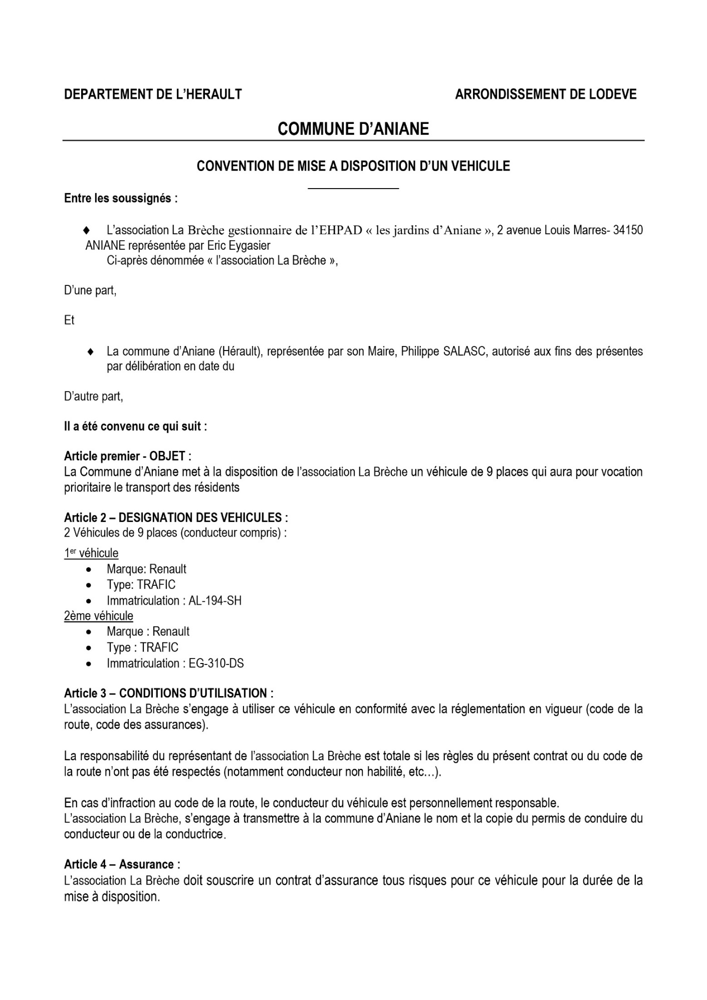 DEPARTEMENT DE L’HERAULT ARRONDISSEMENT DE LODEVE
COMMUNE D’ANIANE
CONVENTION DE MISE A DISPOSITION D’UN VEHICULE
Entre les soussignés :
♦ L’association La Brèche gestionnaire de l’EHPAD « les jardins d’Aniane », 2 avenue Louis Marres- 34150
ANIANE représentée par Eric Eygasier
Ci-après dénommée « l’association La Brèche »,
D’une part,
Et
♦ La commune d’Aniane (Hérault), représentée par son Maire, Philippe SALASC, autorisé aux fins des présentes
par délibération en date du
D’autre part,
Il a été convenu ce qui suit :
Article premier - OBJET :
La Commune d’Aniane met à la disposition de l’association La Brèche un véhicule de 9 places qui aura pour vocation
prioritaire le transport des résidents
Article 2 – DESIGNATION DES VEHICULES :
2 Véhicules de 9 places (conducteur compris) :
1er véhicule
• Marque: Renault
• Type: TRAFIC
• Immatriculation : AL-194-SH
2ème véhicule
• Marque : Renault
• Type : TRAFIC
• Immatriculation : EG-310-DS
Article 3 – CONDITIONS D’UTILISATION :
L’association La Brèche s’engage à utiliser ce véhicule en conformité avec la réglementation en vigueur (code de la
route, code des assurances).
La responsabilité du représentant de l’association La Brèche est totale si les règles du présent contrat ou du code de
la route n’ont pas été respectés (notamment conducteur non habilité, etc…).
En cas d’infraction au code de la route, le conducteur du véhicule est personnellement responsable.
L’association La Brèche, s’engage à transmettre à la commune d’Aniane le nom et la copie du permis de conduire du
conducteur ou de la conductrice.
Article 4 – Assurance :
L’association La Brèche doit souscrire un contrat d’assurance tous risques pour ce véhicule pour la durée de la
mise à disposition.